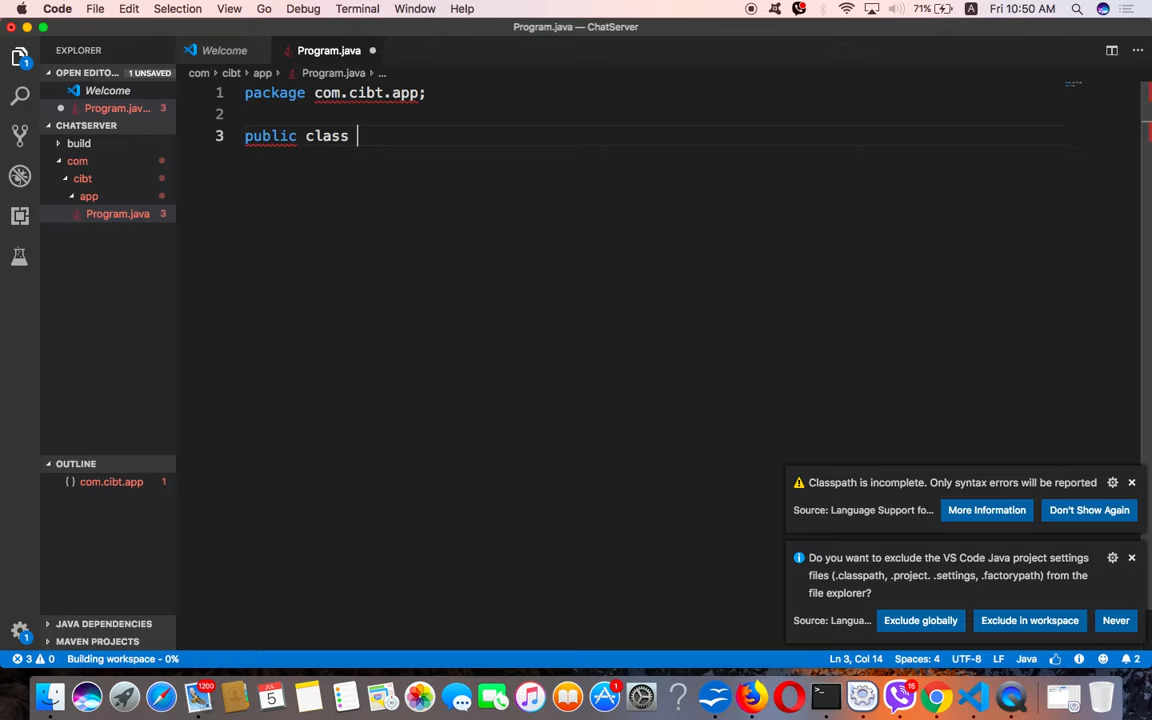 Code File Edit Selection View Go Debug Terminal Window Help
71% A Fri 10:50 AM
Program.java — ChatServer
EXPLORER
Welcome
Program.java
OPEN EDITO... 1 UNSAVED
com › cibt › app › Program.java › ...
Welcome
Program.jav... 3
CHATSERVER
build
com
cibt
app
Program.java 3
1 package com.cibt.app;
2
3 public class
OUTLINE
{} com.cibt.app 1
JAVA DEPENDENCIES
MAVEN PROJECTS
1
1
Classpath is incomplete. Only syntax errors will be reported
Source: Language Support fo... More Information Don't Show Again
Do you want to exclude the VS Code Java project settings
files (.classpath, .project. .settings, .factorypath) from the
file explorer?
Source: Langua... Exclude globally Exclude in workspace Never
3 0 Building workspace - 0% Ln 3, Col 14 Spaces: 4 UTF-8 LF Java 2
1200
5
1
15